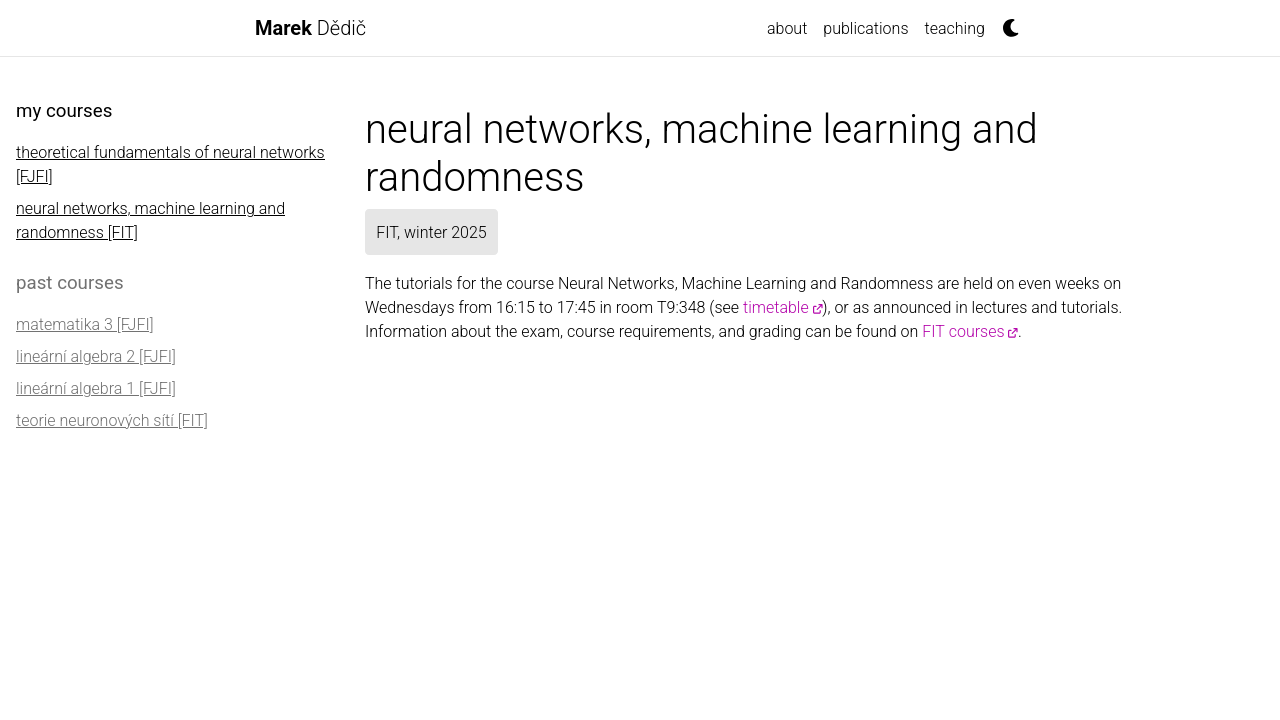 Marek Dědič
about publications teaching
my courses
theoretical fundamentals of neural networks
[FJFI]
neural networks, machine learning and
randomness [FIT]
past courses
matematika 3 [FJFI]
lineární algebra 2 [FJFI]
lineární algebra 1 [FJFI]
teorie neuronových sítí [FIT]
neural networks, machine learning and
randomness
FIT, winter 2025
The tutorials for the course Neural Networks, Machine Learning and Randomness are held on even weeks on
Wednesdays from 16:15 to 17:45 in room T9:348 (see timetable), or as announced in lectures and tutorials.
Information about the exam, course requirements, and grading can be found on FIT courses.